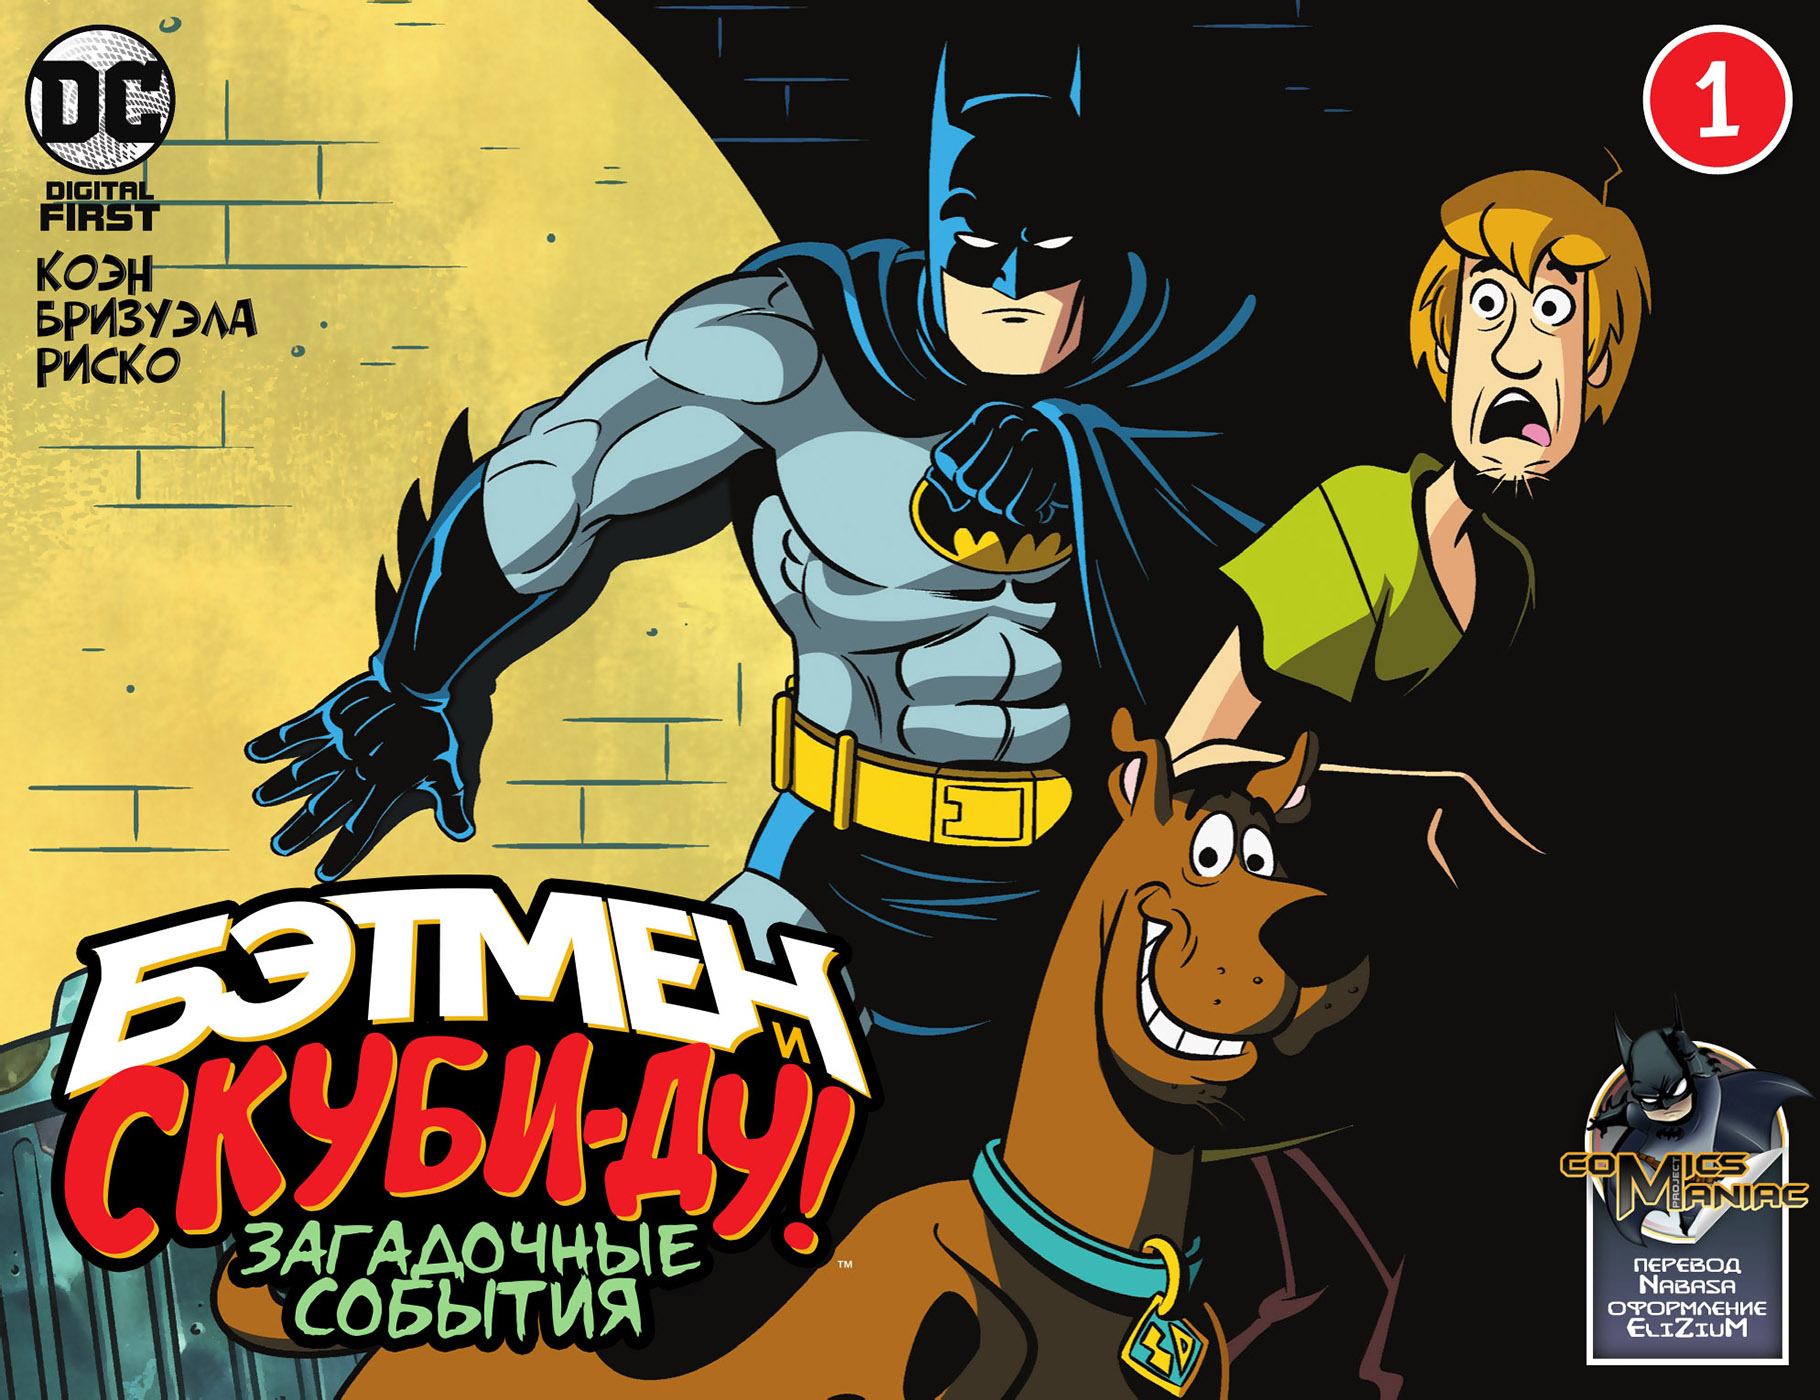 DC
DIGITAL
FIRST
КОЭН
БРИЗУЭЛА
РИСКО
1
БЭТМЕН
И
СКУБИ-ДУ!
ЗАГАДОЧНЫЕ
СОБЫТИЯ
™
SD
COMICS
PROJECT
MANIAC
ПЕРЕВОД
NABASA
ОФОРМЛЕНИЕ
ELIZIUM